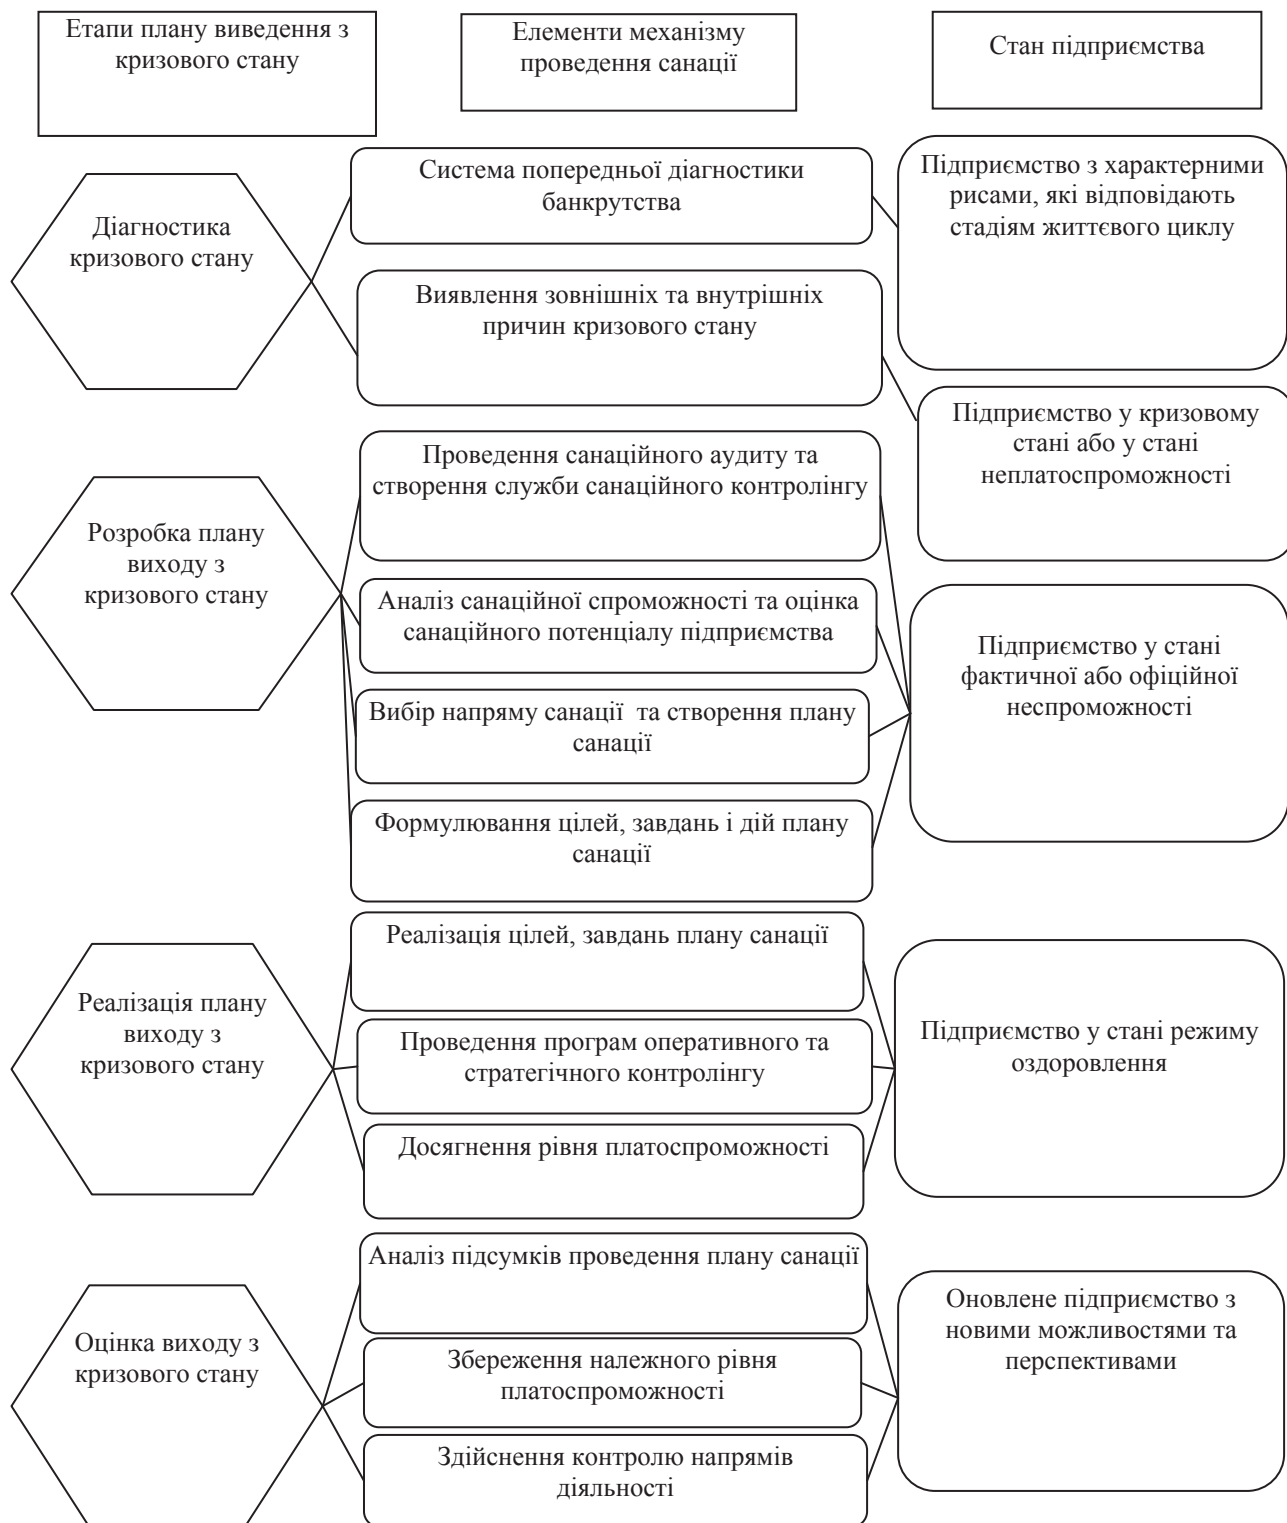 Етапи плану виведення з
кризового стану
Елементи механізму
проведення санації
Стан підприємства
Діагностика
кризового стану
Система попередньої діагностики
банкрутства
Підприємство з характерними
рисами, які відповідають
стадіям життєвого циклу
Виявлення зовнішніх та внутрішніх
причин кризового стану
Підприємство у кризовому
стані або у стані
неплатоспроможності
Розробка плану
виходу з
кризового стану
Проведення санаційного аудиту та
створення служби санаційного контролінгу
Аналіз санаційної спроможності та оцінка
санаційного потенціалу підприємства
Вибір напряму санації та створення плану
санації
Формулювання цілей, завдань і дій плану
санації
Підприємство у стані
фактичної або офіційної
неспроможності
Реалізація плану
виходу з
кризового стану
Реалізація цілей, завдань плану санації
Проведення програм оперативного та
стратегічного контролінгу
Досягнення рівня платоспроможності
Підприємство у стані режиму
оздоровлення
Оцінка виходу з
кризового стану
Аналіз підсумків проведення плану санації
Збереження належного рівня
платоспроможності
Здійснення контролю напрямів
діяльності
Оновлене підприємство з
новими можливостями та
перспективами